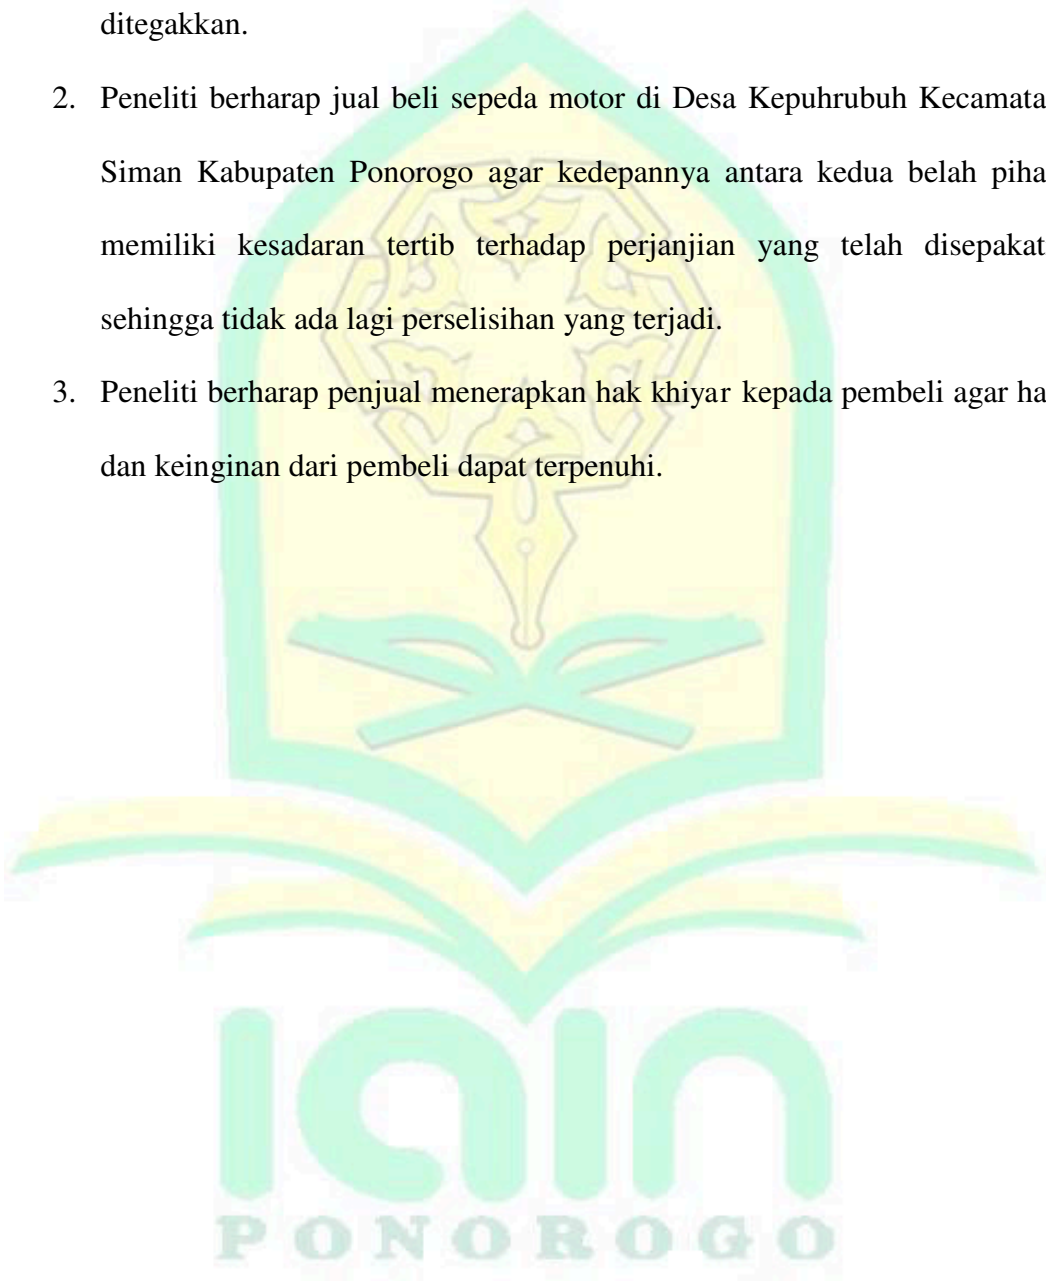 ditegakkan.
2. Peneliti berharap jual beli sepeda motor di Desa Kepuhrubuh Kecamata
Siman Kabupaten Ponorogo agar kedepannya antara kedua belah piha
memiliki kesadaran tertib terhadap perjanjian yang telah disepakat
sehingga tidak ada lagi perselisihan yang terjadi.
3. Peneliti berharap penjual menerapkan hak khiyar kepada pembeli agar ha
dan keinginan dari pembeli dapat terpenuhi.
iain
PONOROGO